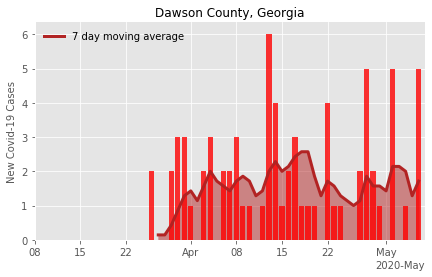 Dawson County, Georgia
7 day moving average
New Covid-19 Cases
6
5
4
3
2
1
0
08 15 22 Apr 08 15 22 May
2020-May